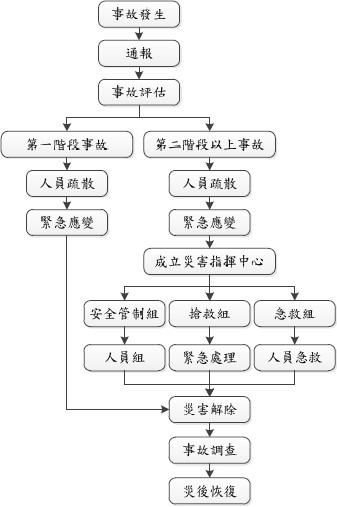 事故發生
通報
事故評估
第一階段事故
第二階段以上事故
人員疏散
人員疏散
緊急應變
緊急應變
成立災害指揮中心
安全管制組
搶救組
急救組
人員組
緊急處理
人員急救
災害解除
事故調查
災後恢復